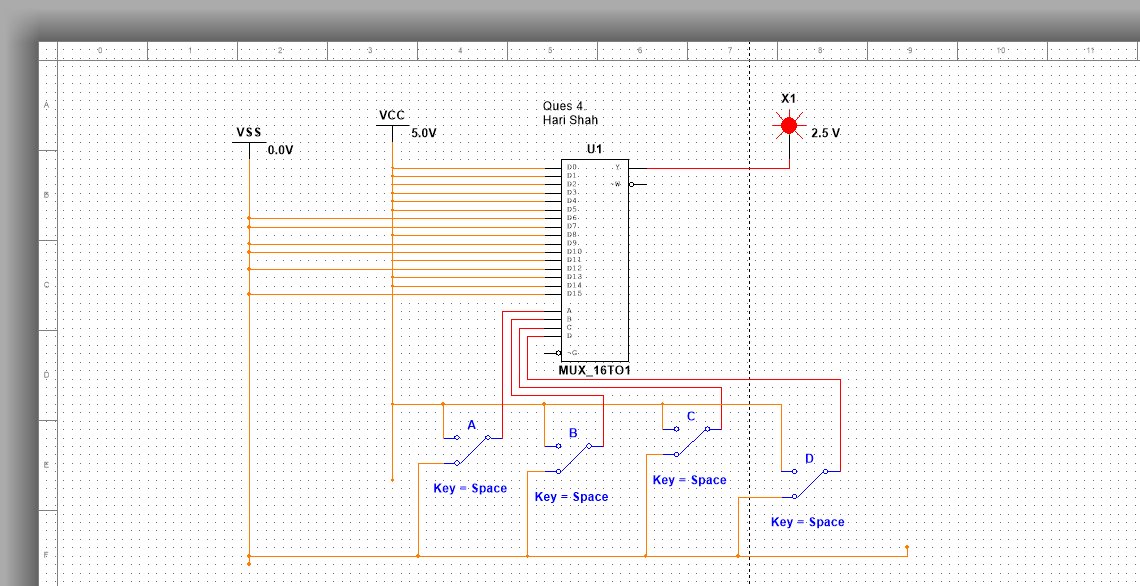 0 1 2 3 4 5 6 7 8 9 10 11
A
B
C
D
E
F
VSS
0.0V
VCC
5.0V
Ques 4.
Hari Shah
U1
X1
2.5 V
D0
D1
D2
D3
D4
D5
D6
D7
D8
D9
D10
D11
D12
D13
D14
D15
A
B
C
D
~G
Y
~W
MUX_16TO1
A
Key = Space
B
Key = Space
C
Key = Space
D
Key = Space